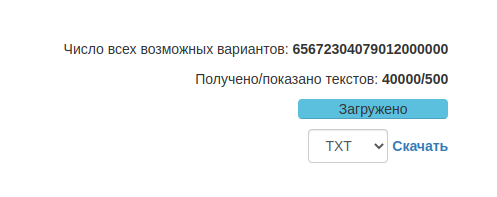 Число всех возможных вариантов: 65672304079012000000
Получено/показано текстов: 40000/500
Загружено
TXT Скачать